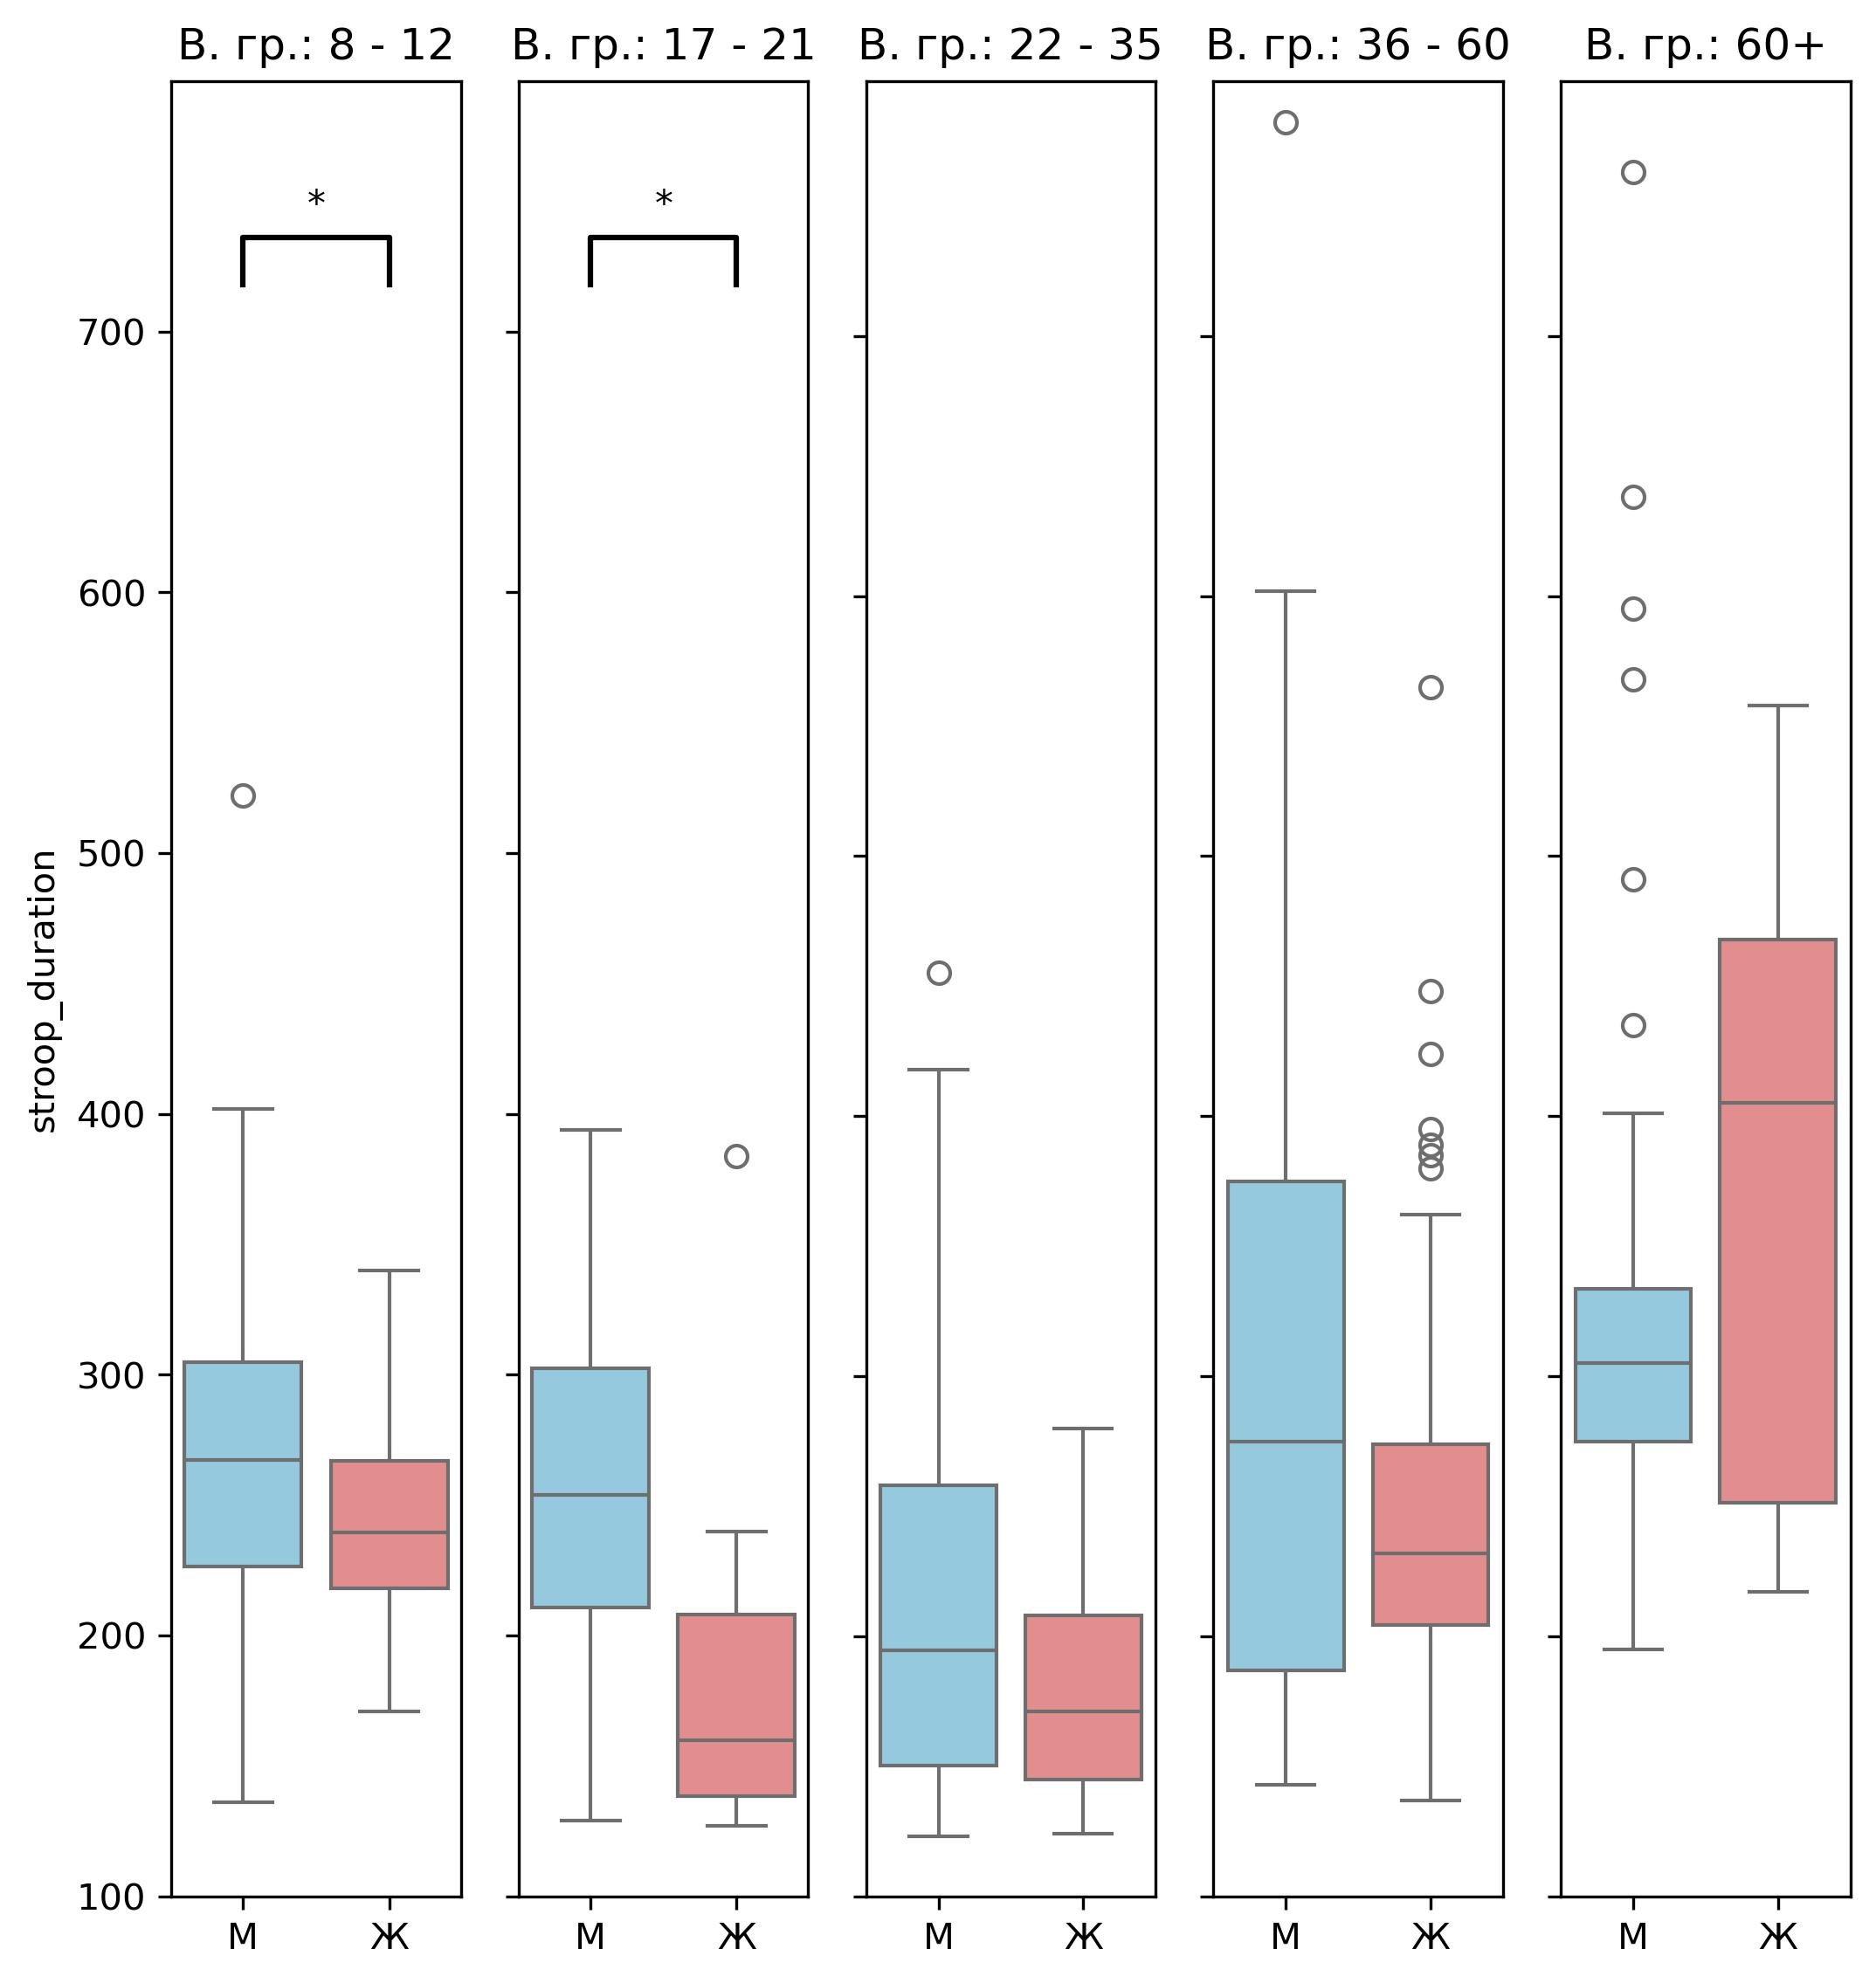 В. гр.: 8 - 12
В. гр.: 17 - 21
В. гр.: 22 - 35
В. гр.: 36 - 60
В. гр.: 60+
*
*
700
600
500
400
300
200
100
stroop_duration
М
Ж
М
Ж
М
Ж
М
Ж
М
Ж